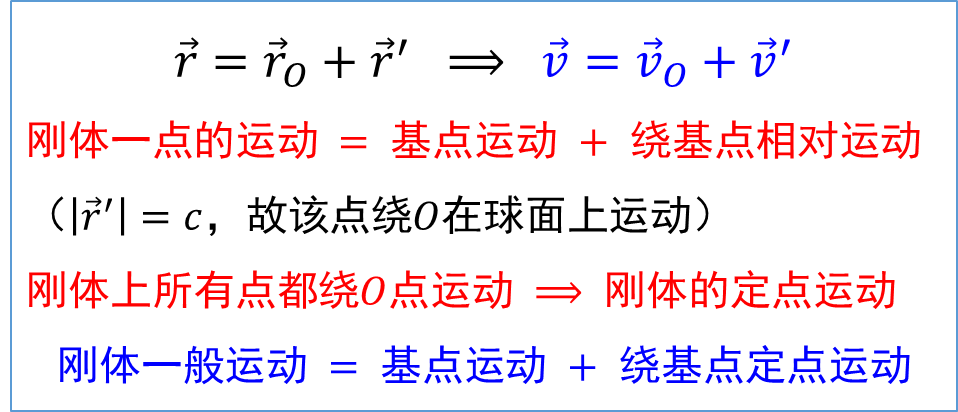 r⃗ = r⃗_O + r⃗ ′ ⟹ v⃗ = v⃗_O + v⃗ ′
刚体一点的运动 = 基点运动 + 绕基点相对运动
（|r⃗ ′| = c，故该点绕O在球面上运动）
刚体上所有点都绕O点运动 ⟹ 刚体的定点运动
刚体一般运动 = 基点运动 + 绕基点定点运动